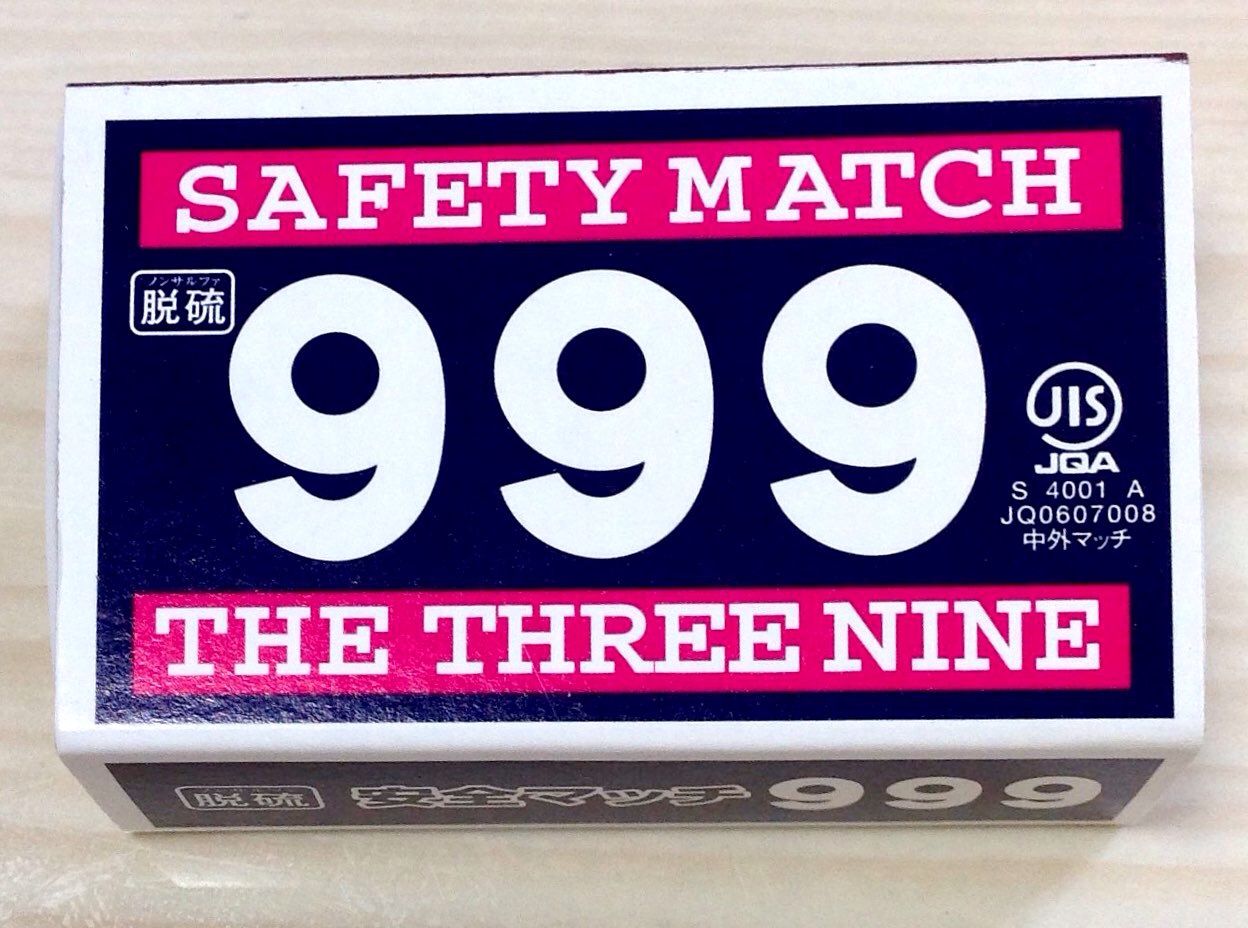 SAFETY MATCH
ノンサルファ
脱硫
999
JIS
JQA
S 4001 A
JQ0607008
中外マッチ
THE THREE NINE
脱硫 安全マッチ 999